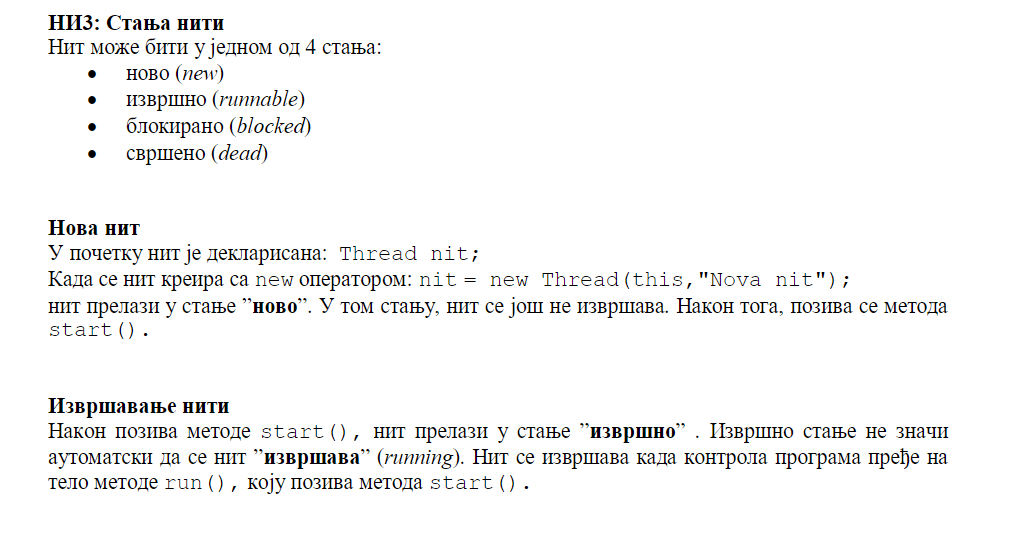 НИ3: Стања нити
Нит може бити у једном од 4 стања:
• ново (new)
• извршно (runnable)
• блокирано (blocked)
• свршено (dead)
Нова нит
У почетку нит је декларисана: Thread nit;
Када се нит креира са new оператором: nit = new Thread(this,"Nova nit");
нит прелази у стање ”ново”. У том стању, нит се још не извршава. Након тога, позива се метода
start().
Извршавање нити
Након позива методе start(), нит прелази у стање ”извршно” . Извршно стање не значи
аутоматски да се нит ”извршава” (running). Нит се извршава када контрола програма пређе на
тело методе run(), коју позива метода start().